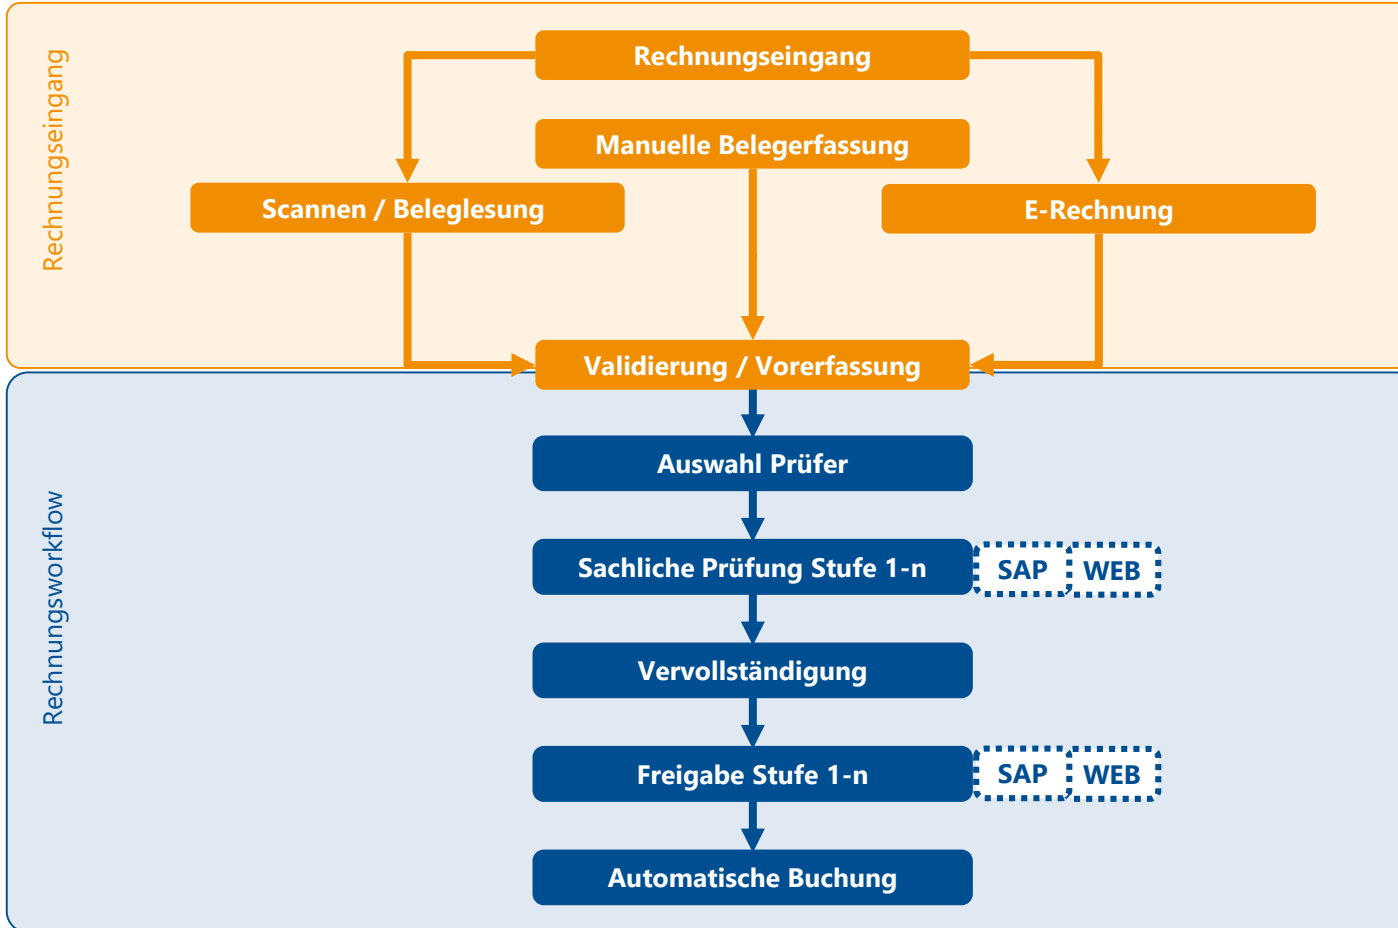 Rechnungseingang
Rechnungseingang
Manuelle Belegerfassung
Scannen / Beleglesung
E-Rechnung
Validierung / Vorerfassung
Rechnungsworkflow
Auswahl Prüfer
Sachliche Prüfung Stufe 1-n
SAP
WEB
Vervollständigung
Freigabe Stufe 1-n
SAP
WEB
Automatische Buchung